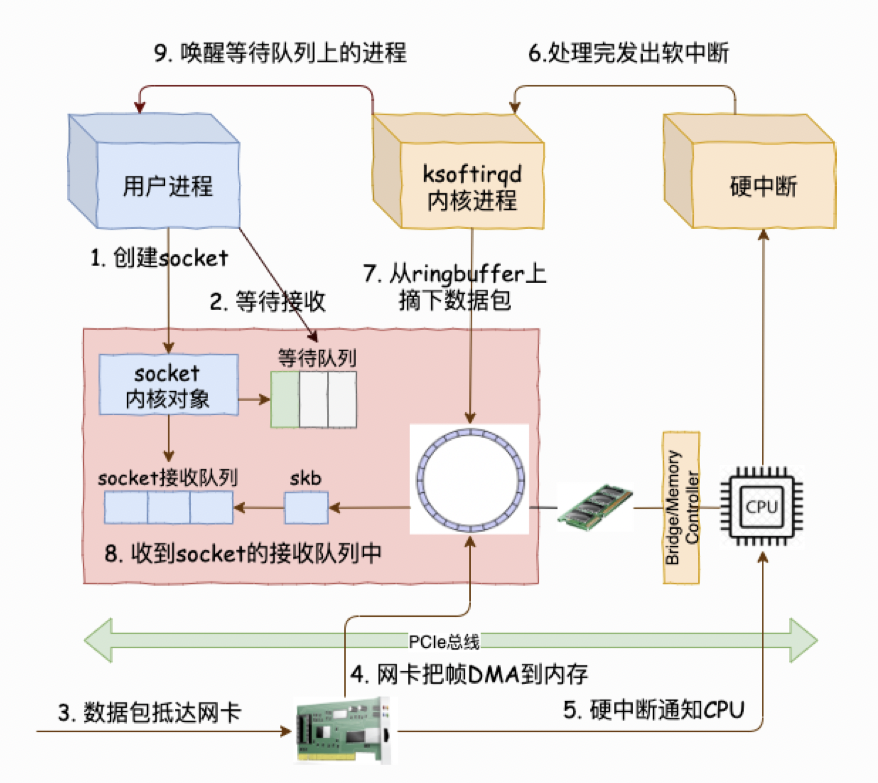 9. 唤醒等待队列上的进程
6.处理完发出软中断
用户进程
ksoftirqd
内核进程
硬中断
1. 创建socket
2. 等待接收
7. 从ringbuffer上
摘下数据包
等待队列
socket
内核对象
socket接收队列
skb
8. 收到socket的接收队列中
Bridge/Memory
Controller
CPU
PCIe总线
4. 网卡把帧DMA到内存
3. 数据包抵达网卡
5. 硬中断通知CPU